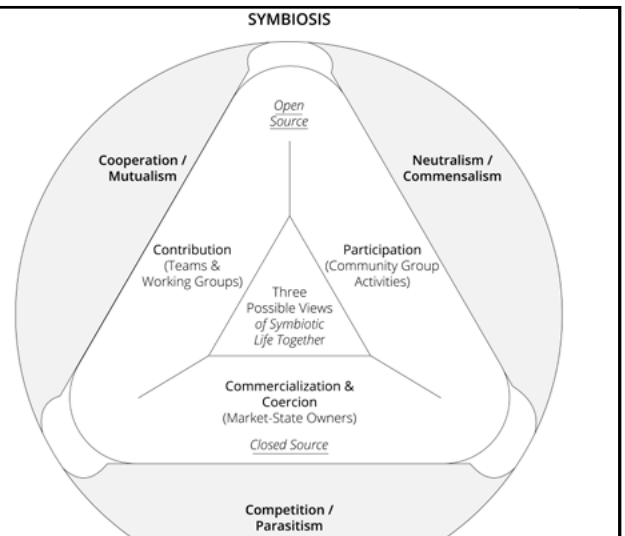 SYMBIOSIS
Open
Source
Cooperation /
Mutualism
Neutralism /
Commensalism
Contribution
(Teams &
Working Groups)
Participation
(Community Group
Activities)
Three
Possible Views
of Symbiotic
Life Together
Commercialization &
Coercion
(Market-State Owners)
Closed Source
Competition /
Parasitism